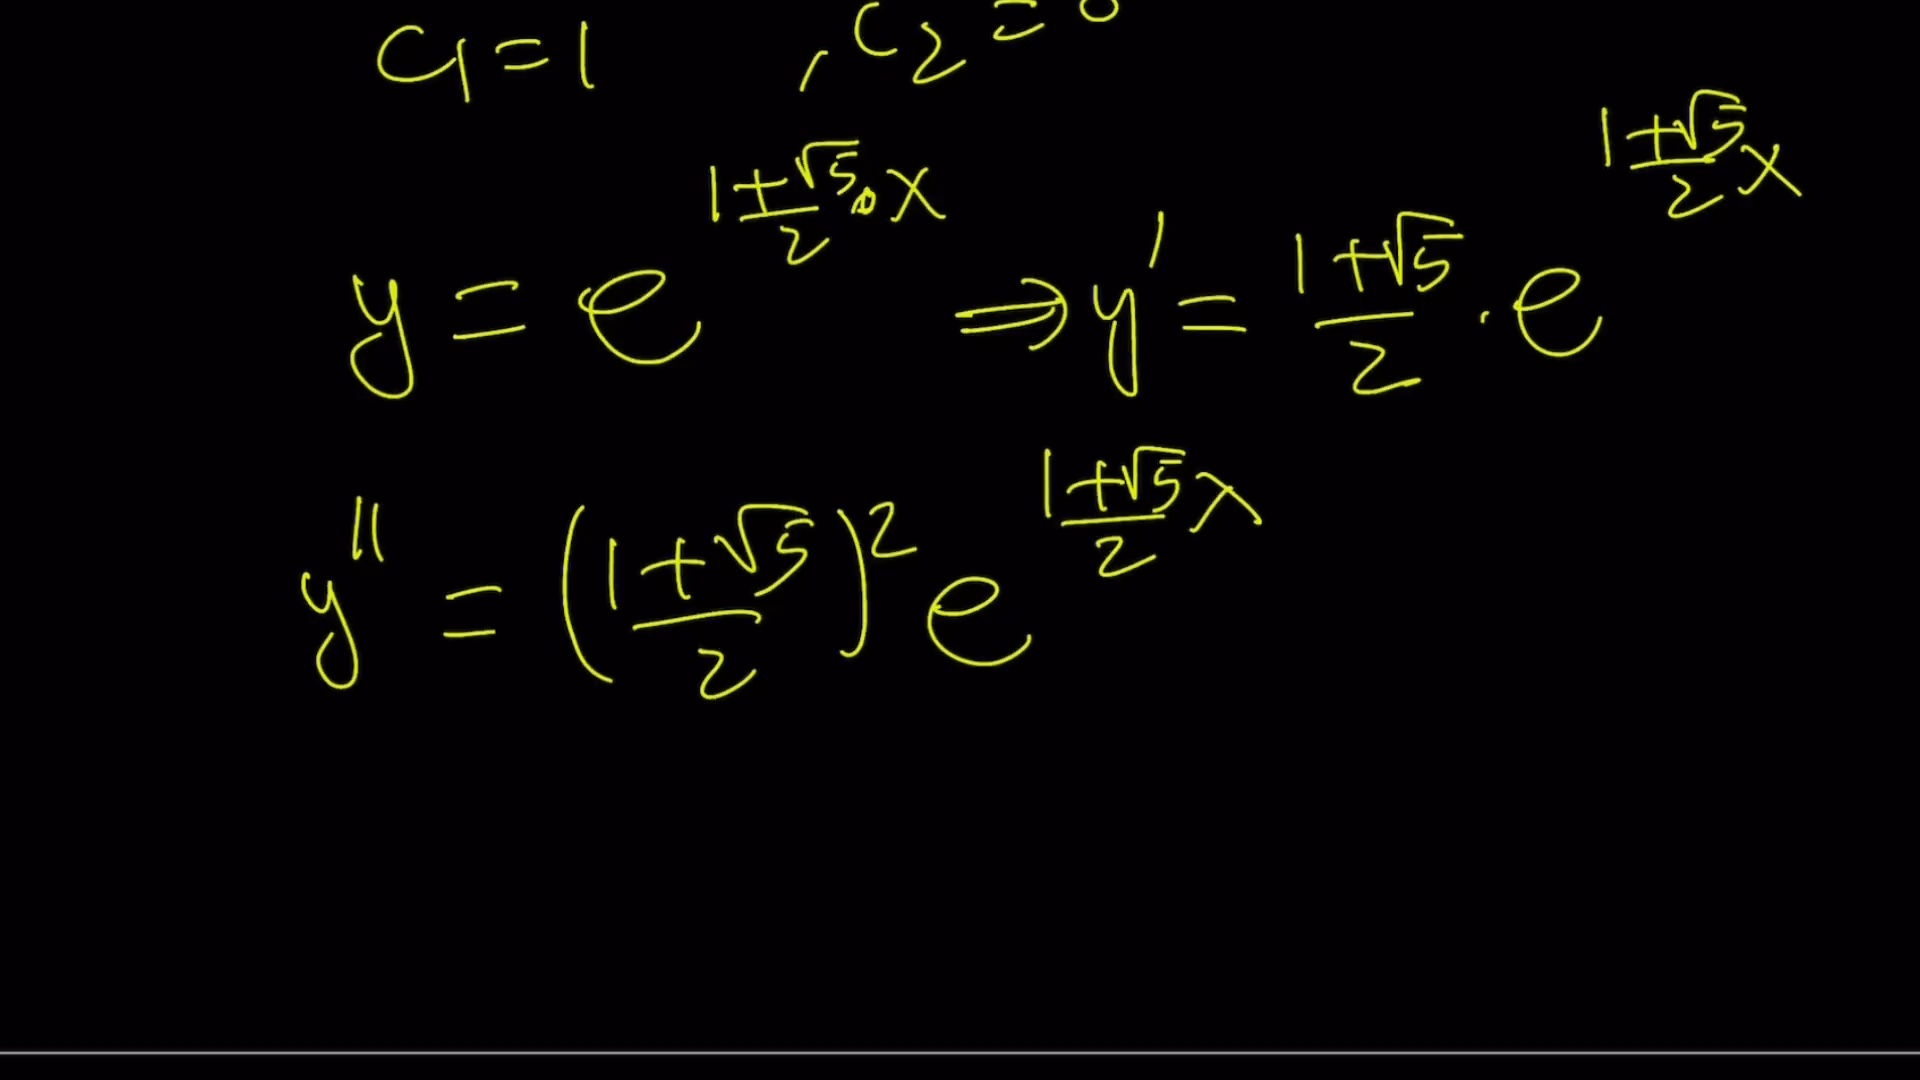 C1 = 1 , C2 = 0
y = e^(1+√5)/2 · x ⇒ y' = (1+√5)/2 · e^(1+√5)/2 x
y'' = ((1+√5)/2)^2 e^(1+√5)/2 x